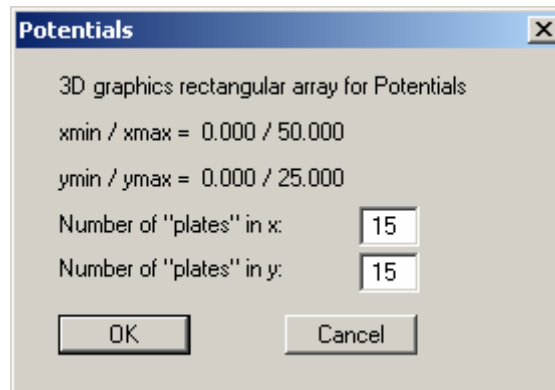 Potentials
3D graphics rectangular array for Potentials
xmin / xmax = 0.000 / 50.000
ymin / ymax = 0.000 / 25.000
Number of "plates" in x: 15
Number of "plates" in y: 15
OK Cancel